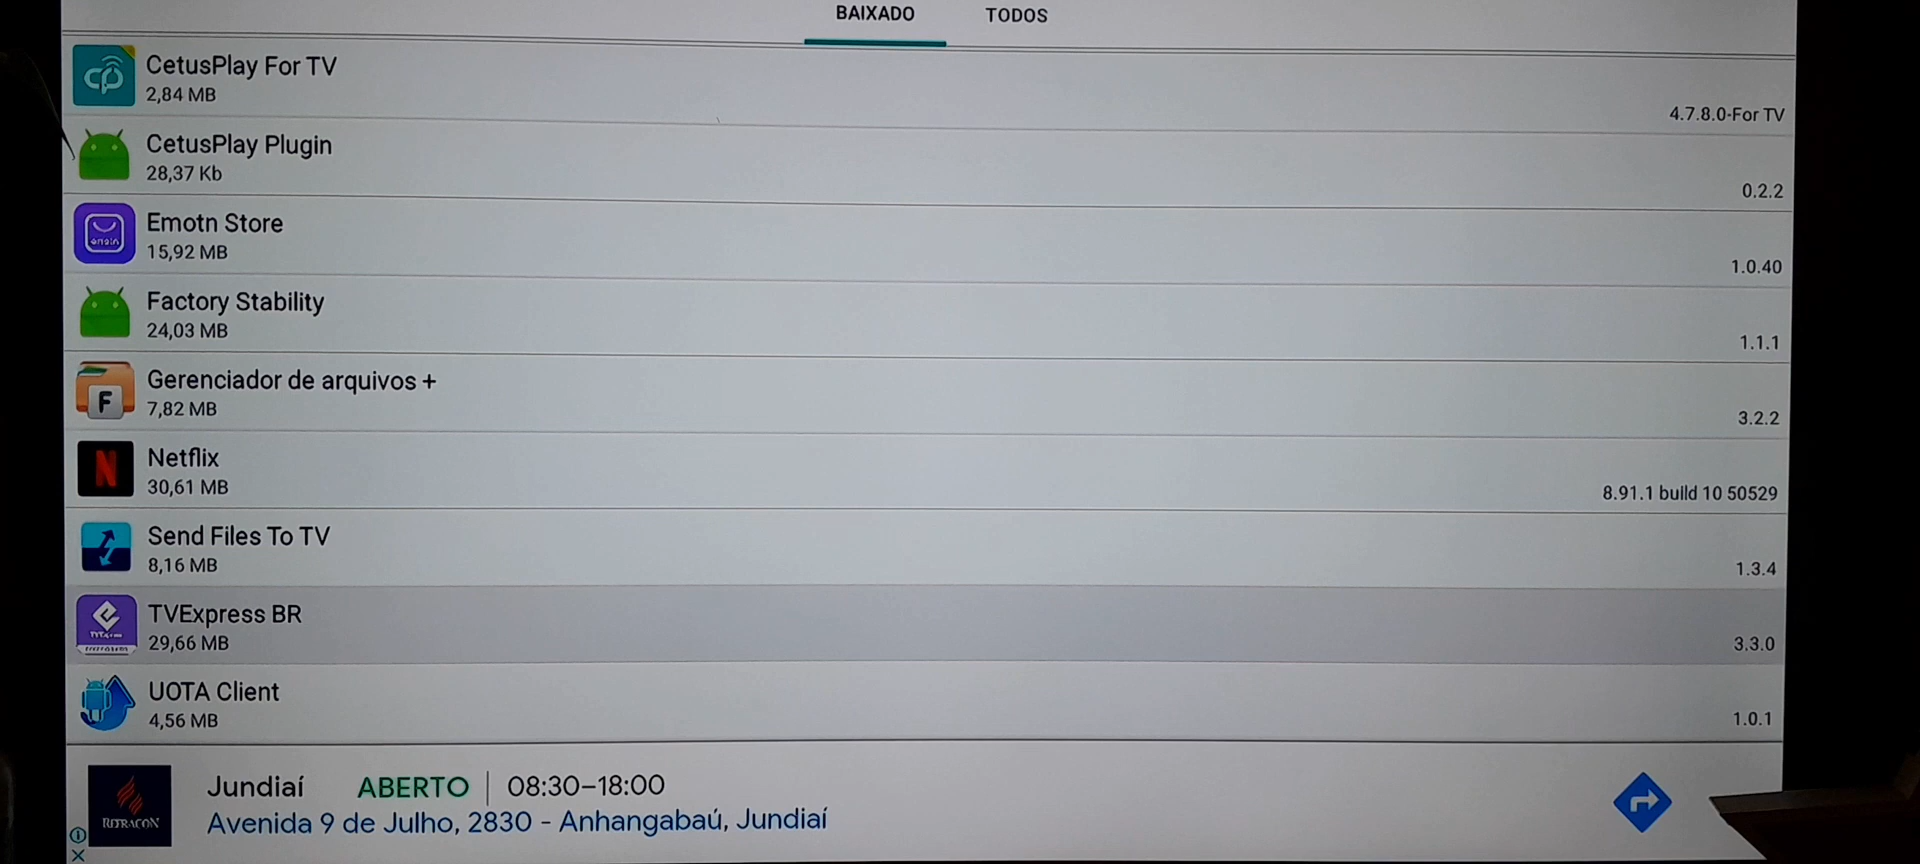 BAIXADO TODOS
CetusPlay For TV
2,84 MB
4.7.8.0-For TV
CetusPlay Plugin
28,37 Kb
0.2.2
Emotn Store
15,92 MB
1.0.40
Factory Stability
24,03 MB
1.1.1
F
Gerenciador de arquivos +
7,82 MB
3.2.2
N
Netflix
30,61 MB
8.91.1 build 10 50529
Send Files To TV
8,16 MB
1.3.4
TVExpress BR
29,66 MB
3.3.0
UOTA Client
4,56 MB
1.0.1
Jundiaí ABERTO | 08:30–18:00
Avenida 9 de Julho, 2830 - Anhangabaú, Jundiaí
REFRACON